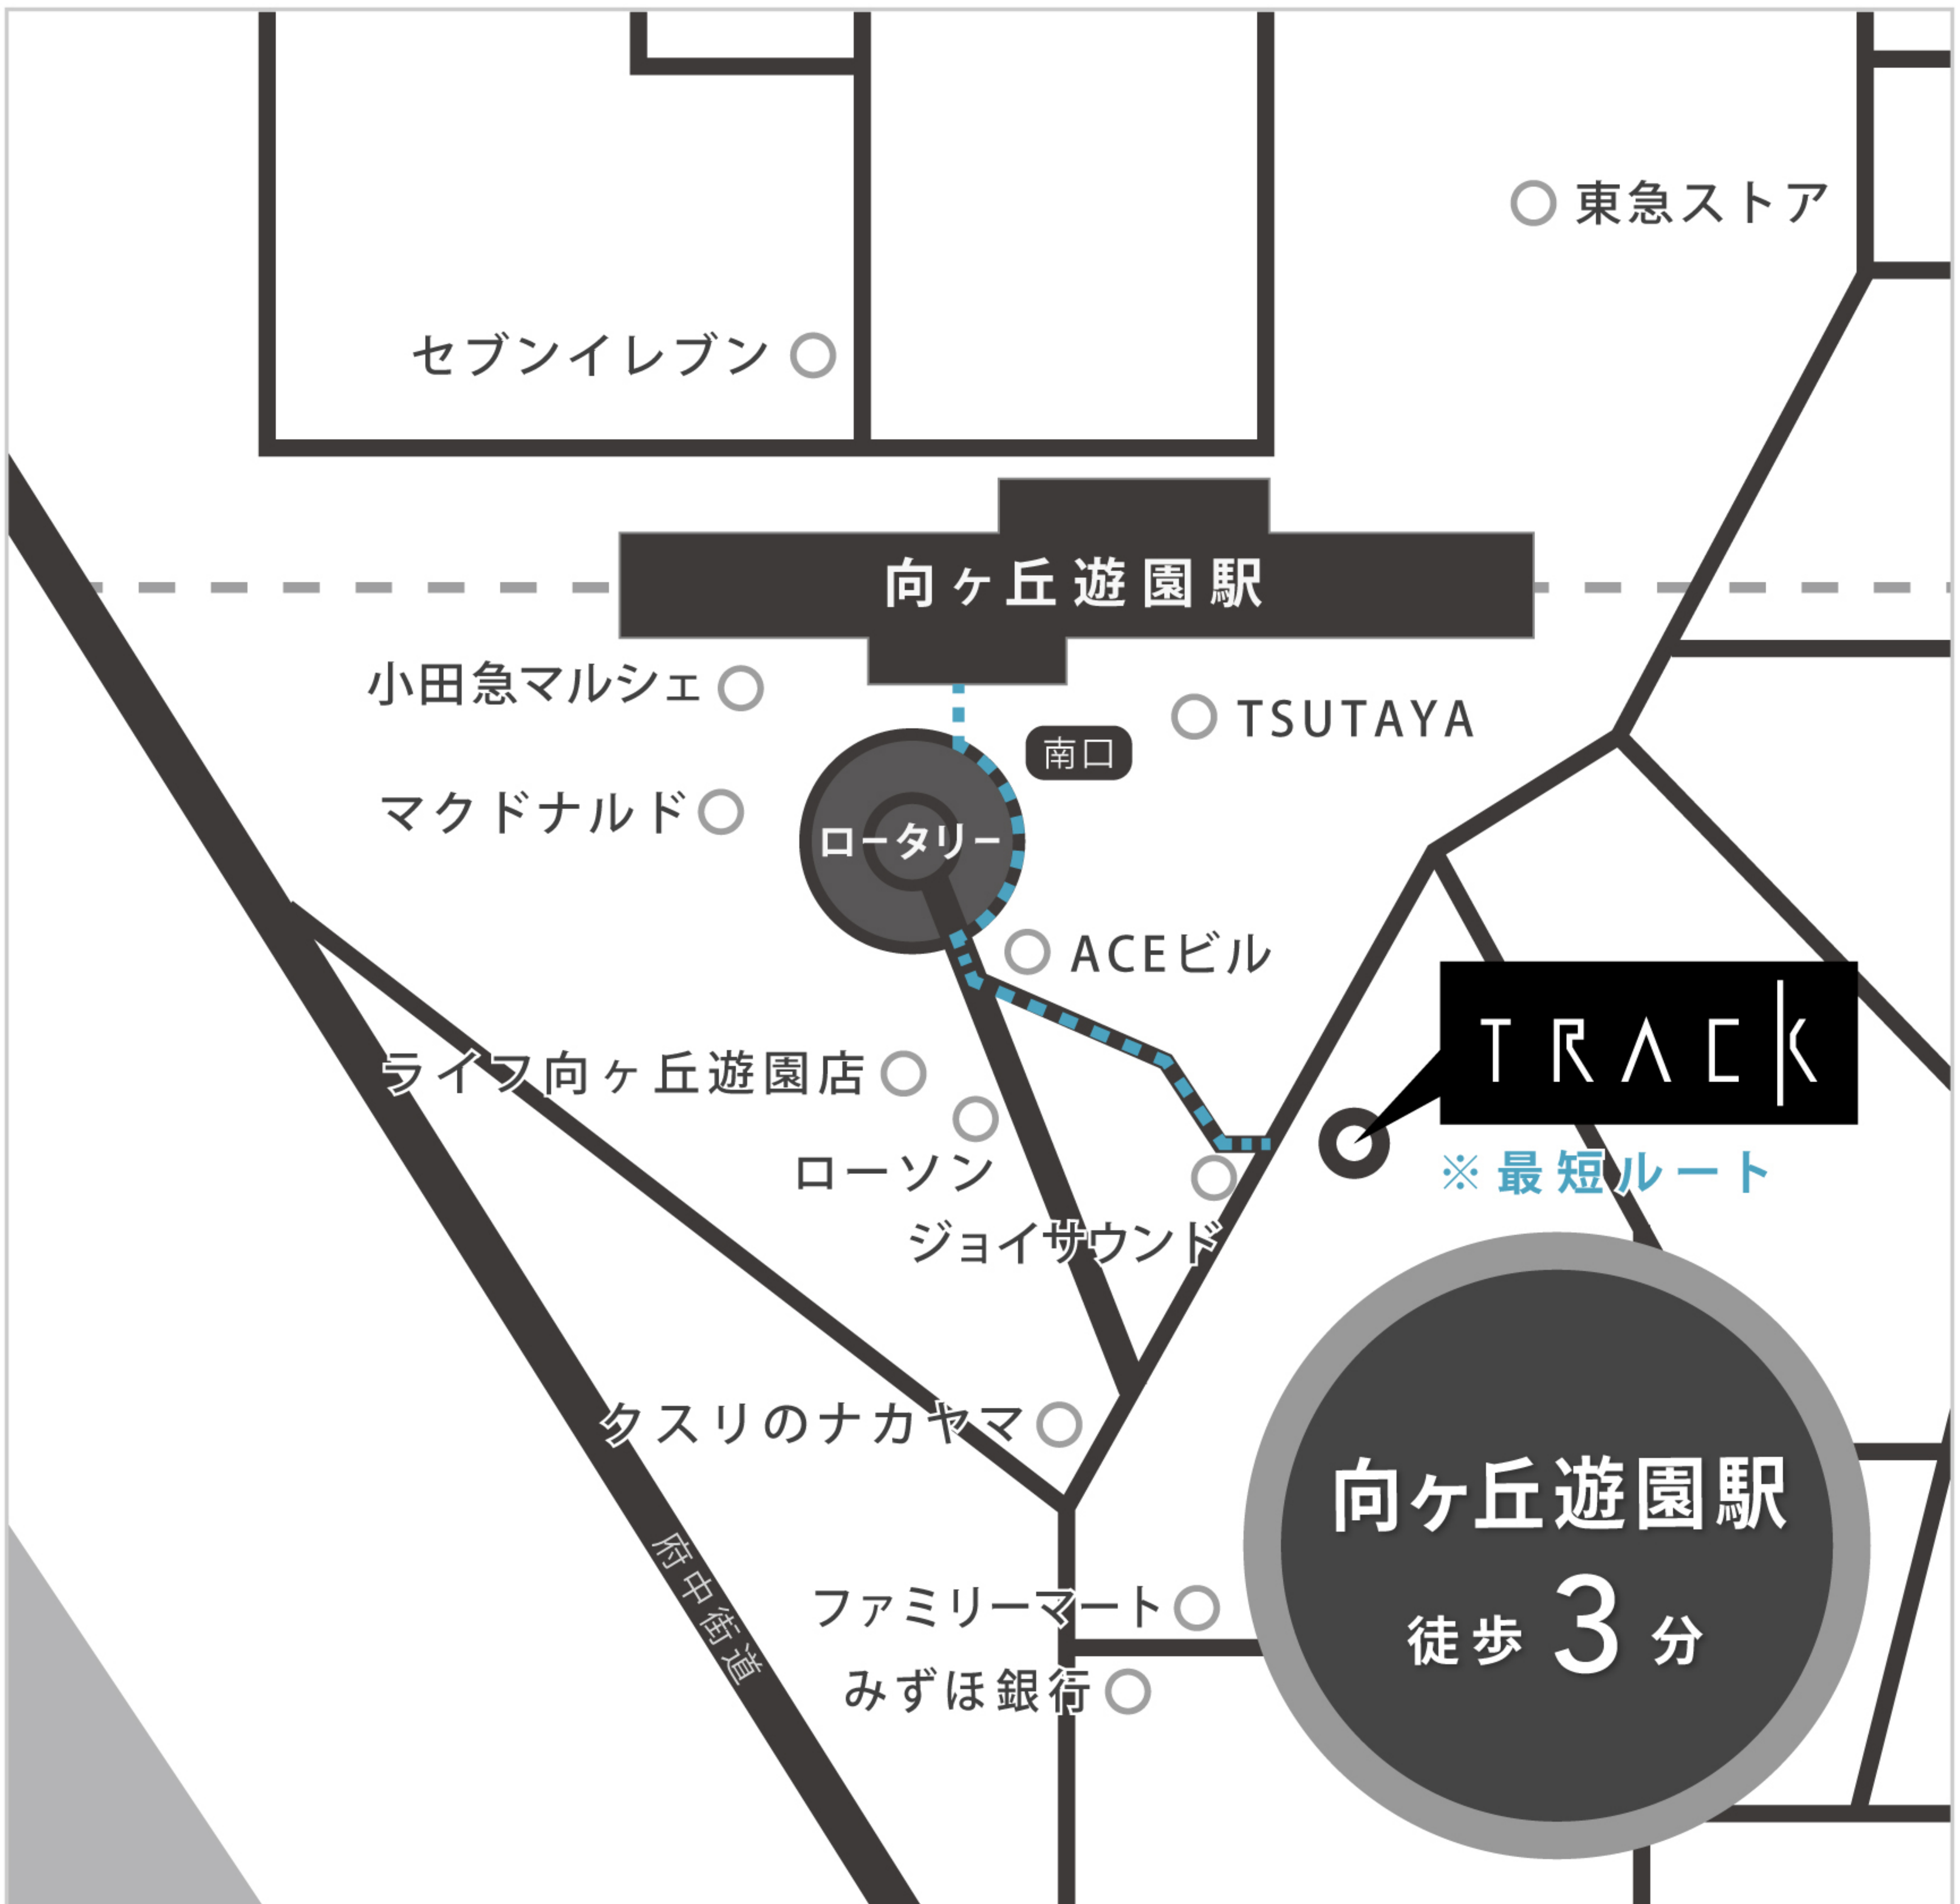 東急ストア
セブンイレブン
向ヶ丘遊園駅
小田急マルシェ
TSUTAYA
南口
マクドナルド
ロータリー
ACEビル
TRACK
ライフ向ヶ丘遊園店
ローソン
※最短ルート
ジョイサウンド
クスリのナカヤマ
向ヶ丘遊園駅
徒歩 3 分
府中街道
ファミリーマート
みずほ銀行